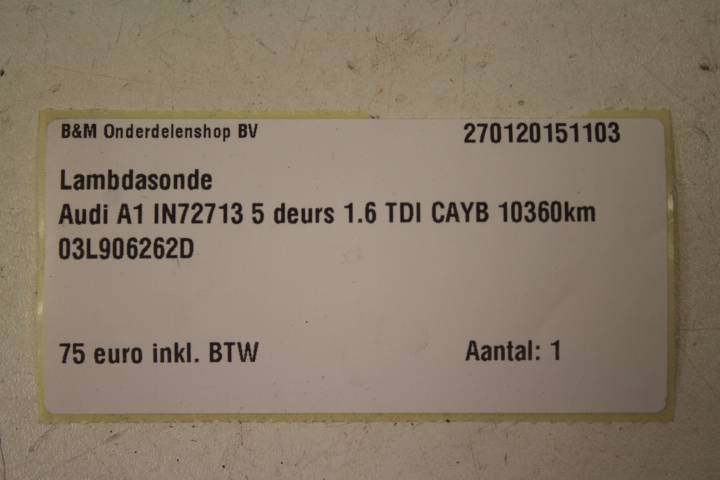 B&M Onderdelenshop BV 270120151103
Lambdasonde
Audi A1 IN72713 5 deurs 1.6 TDI CAYB 10360km
03L906262D
75 euro inkl. BTW Aantal: 1